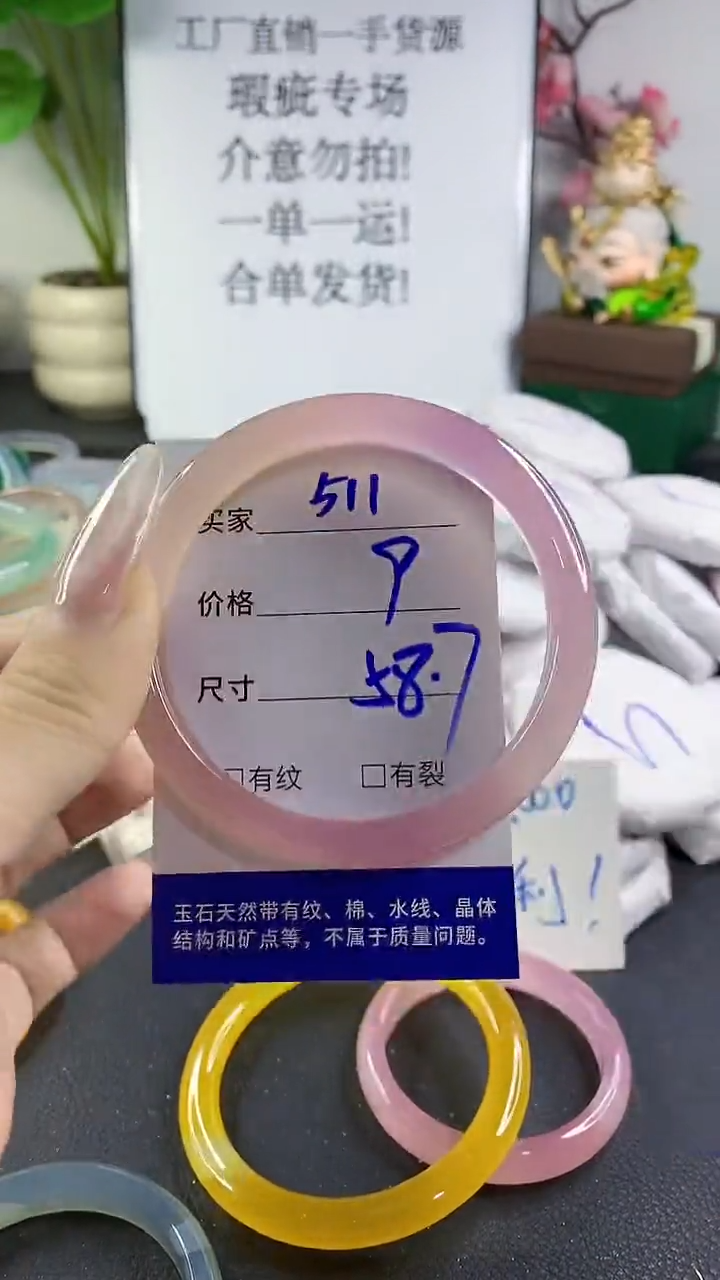 工厂直销一手货源
瑕疵专场
介意勿拍!
一单一运!
合单发货!
买家 511
价格 9
尺寸 58.7
□有纹 □有裂
玉石天然带有纹、棉、水线、晶体
结构和矿点等，不属于质量问题。
利!